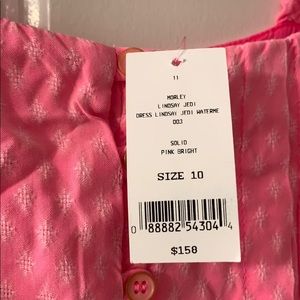 11
MORLEY
LINDSAY JEDI
DRESS LINDSAY JEDI WATERME
003
SOLID
PINK BRIGHT
SIZE 10
0 88882 54304 4
$158